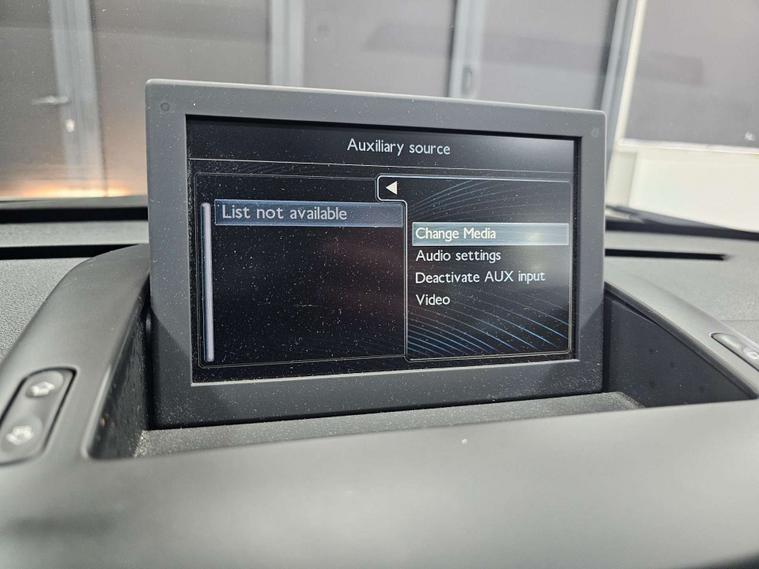 Auxiliary source
List not available
Change Media
Audio settings
Deactivate AUX input
Video